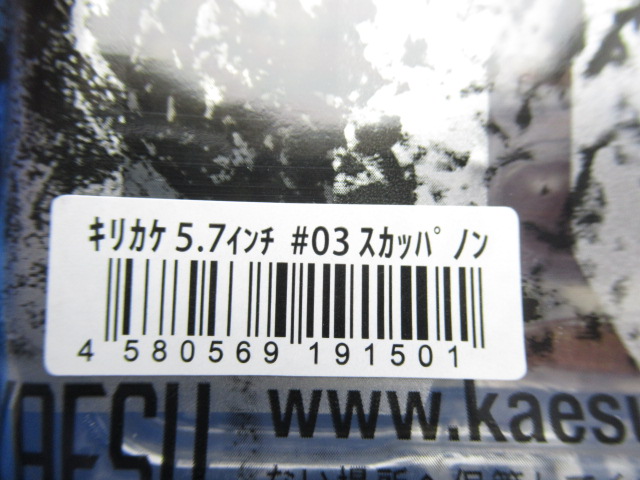 キリカケ 5.7インチ #03 スカッパ゜ノン
4 580569 191501
KAESU www.kaesu